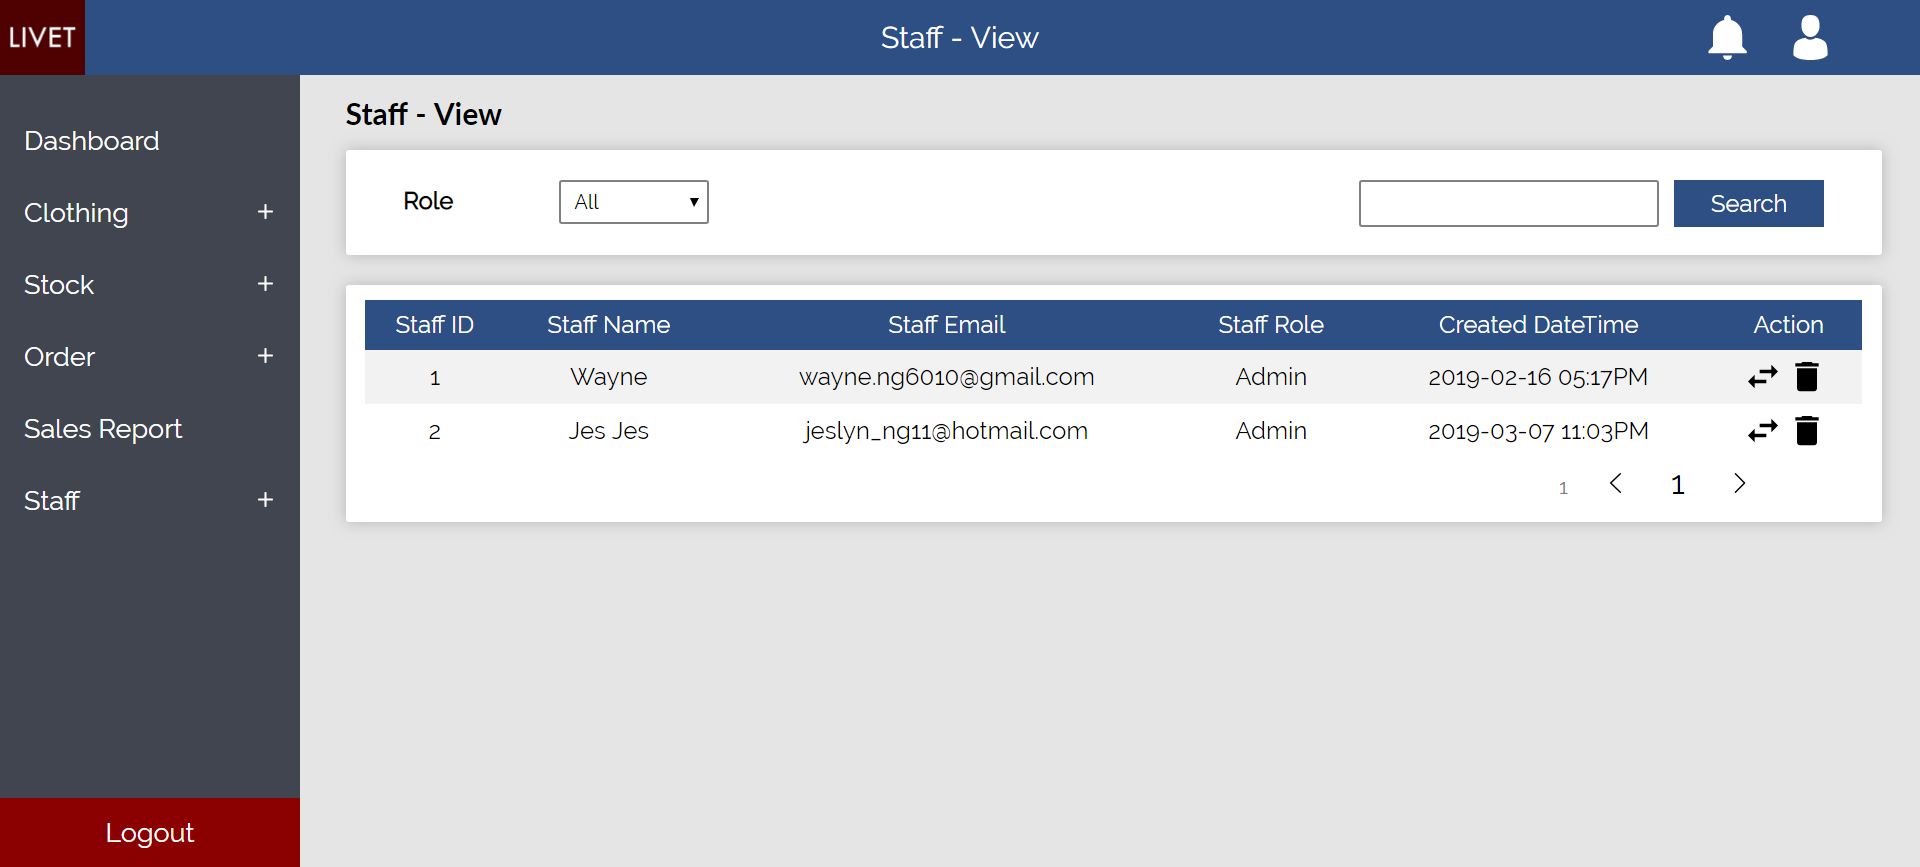 LIVET
Staff - View
Dashboard
Clothing +
Stock +
Order +
Sales Report
Staff +
Logout
Staff - View
Role All Search
Staff ID Staff Name Staff Email Staff Role Created DateTime Action
1 Wayne wayne.ng6010@gmail.com Admin 2019-02-16 05:17PM
2 Jes Jes jeslyn_ng11@hotmail.com Admin 2019-03-07 11:03PM
1 < 1 >